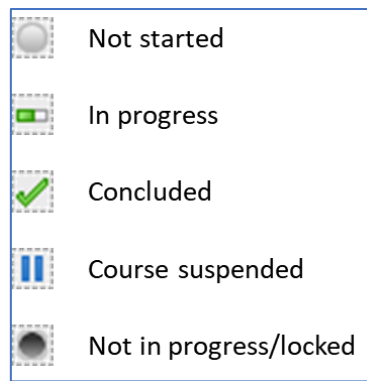 Not started
In progress
Concluded
Course suspended
Not in progress/locked